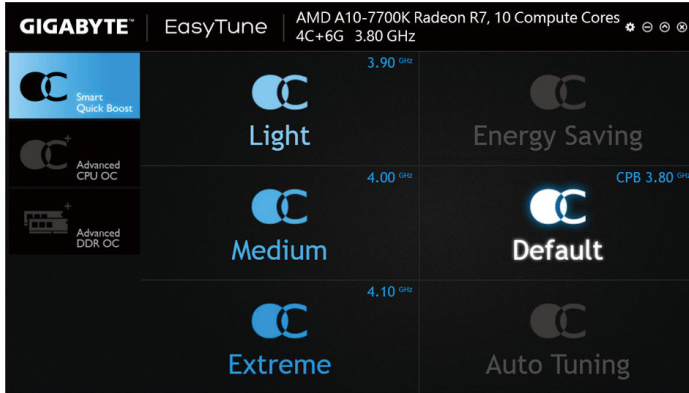 GIGABYTE™
EasyTune
AMD A10-7700K Radeon R7, 10 Compute Cores
4C+6G 3.80 GHz
Smart
Quick Boost
Advanced
CPU OC
Advanced
DDR OC
3.90 GHz
Light
Energy Saving
4.00 GHz
Medium
CPB 3.80 GHz
Default
4.10 GHz
Extreme
Auto Tuning